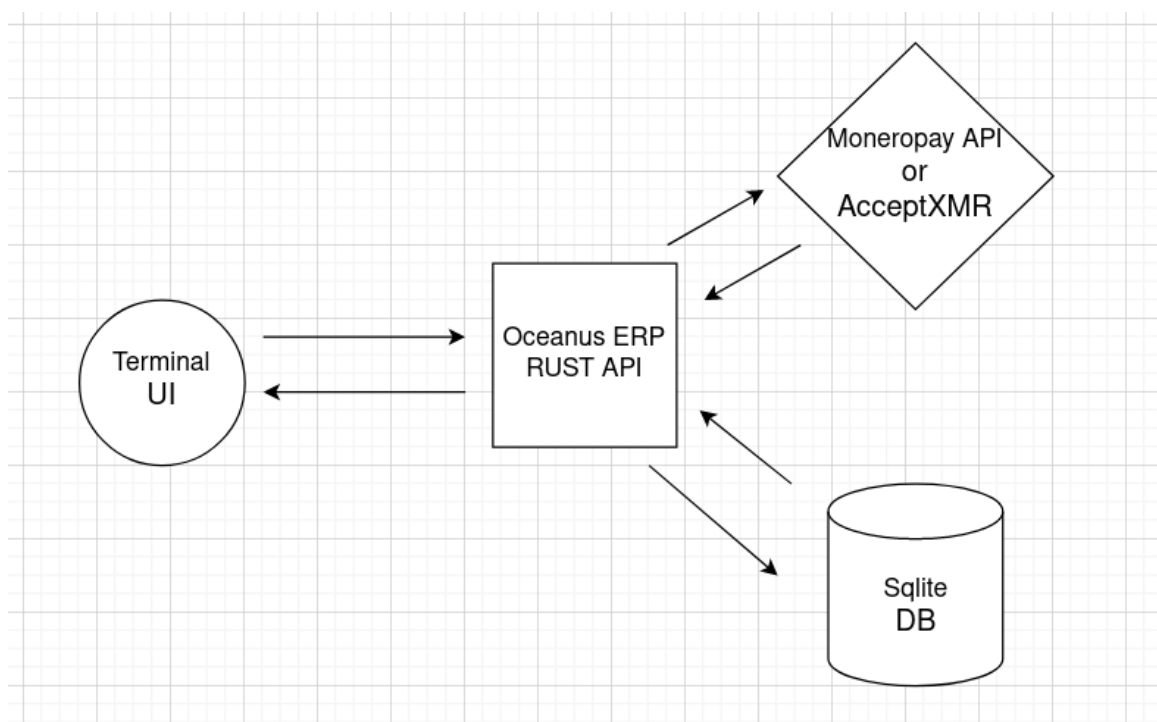 Moneropay API
or
AcceptXMR
Oceanus ERP
RUST API
Terminal
UI
Sqlite
DB